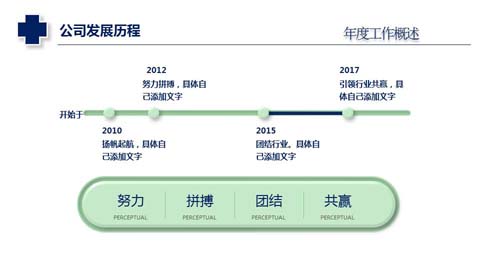 公司发展历程
年度工作概述
2012
努力拼搏，具体自
己添加文字
2017
引领行业共赢，具
体自己添加文字
开始于
2010
扬帆起航，具体自
己添加文字
2015
团结行业。具体自
己添加文字
努力
拼搏
团结
共赢
PERCEPTUAL
PERCEPTUAL
PERCEPTUAL
PERCEPTUAL